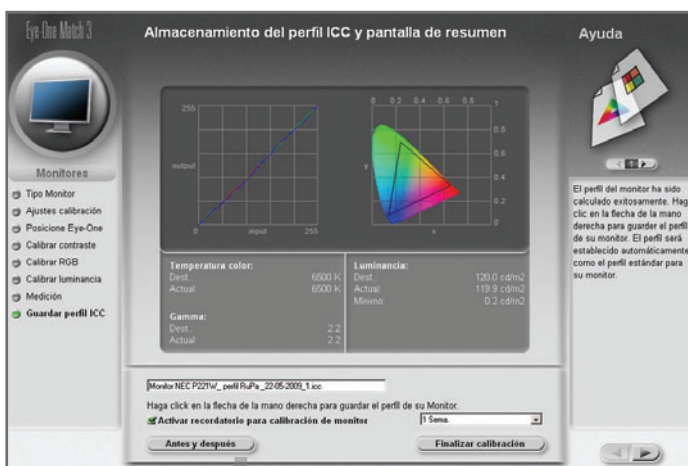 Eye-One Match 3
Almacenamiento del perfil ICC y pantalla de resumen
Ayuda
Monitores
Tipo Monitor
Ajustes calibración
Posicione Eye-One
Calibrar contraste
Calibrar RGB
Calibrar luminancia
Medición
Guardar perfil ICC
255
output
0
input
255
0 0.2 0.4 0.6 0.8
1
0.8
0.6
0.4
0.2
0
y
x
Temperatura color:
Dest.: 6500 K
Actual: 6500 K
Gamma:
Dest.: 2.2
Actual: 2.2
Luminancia:
Dest.: 120.0 cd/m2
Actual: 119.9 cd/m2
Mínimo: 0.2 cd/m2
Monitor NEC P221W_ perfil RuPa _22-05-2009_1.icc
Haga click en la flecha de la mano derecha para guardar el perfil de su Monitor.
Activar recordatorio para calibración de monitor
1 Sema.
Antes y después
Finalizar calibración
1
El perfil del monitor ha sido
calculado exitosamente. Haga
clic en la flecha de la mano
derecha para guarder el perfil
de su monitor. El perfil será
establecido automáticamente
como el perfil estándar para
su monitor.